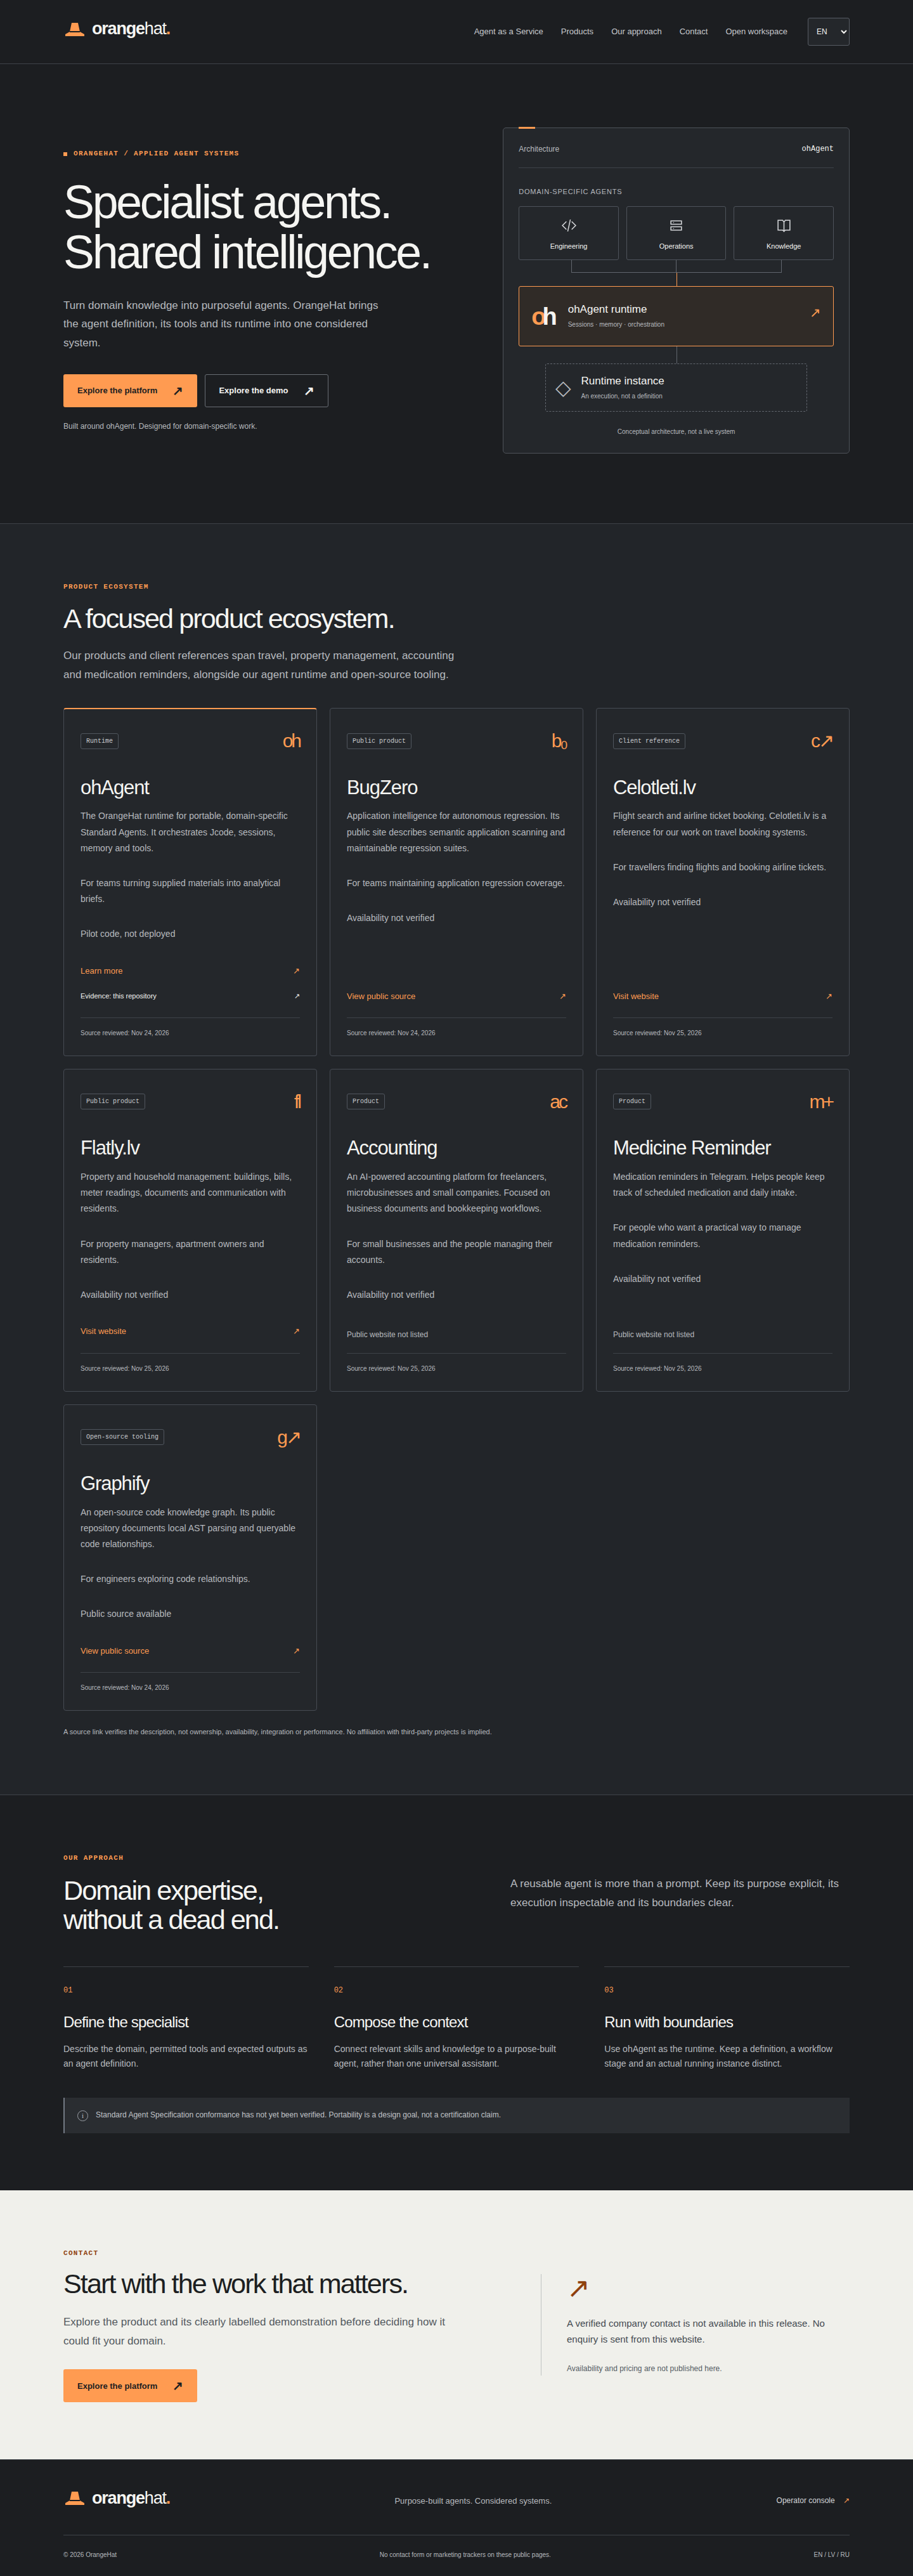 orangehat.
Agent as a Service Products Our approach Contact Open workspace EN
ORANGEHAT / APPLIED AGENT SYSTEMS
Specialist agents.
Shared intelligence.
Turn domain knowledge into purposeful agents. OrangeHat brings
the agent definition, its tools and its runtime into one considered
system.
Explore the platform ↗ Explore the demo ↗
Built around ohAgent. Designed for domain-specific work.
Architecture ohAgent
DOMAIN-SPECIFIC AGENTS
Engineering Operations Knowledge
oh
ohAgent runtime ↗
Sessions · memory · orchestration
Runtime instance
An execution, not a definition
Conceptual architecture, not a live system
PRODUCT ECOSYSTEM
A focused product ecosystem.
Our products and client references span travel, property management, accounting
and medication reminders, alongside our agent runtime and open-source tooling.
Runtime oh
ohAgent
The OrangeHat runtime for portable, domain-specific
Standard Agents. It orchestrates Jcode, sessions,
memory and tools.
For teams turning supplied materials into analytical
briefs.
Pilot code, not deployed
Learn more ↗
Evidence: this repository ↗
Source reviewed: Nov 24, 2026
Public product b0
BugZero
Application intelligence for autonomous regression. Its
public site describes semantic application scanning and
maintainable regression suites.
For teams maintaining application regression coverage.
Availability not verified
View public source ↗
Source reviewed: Nov 24, 2026
Client reference c↗
Celotleti.lv
Flight search and airline ticket booking. Celotleti.lv is a
reference for our work on travel booking systems.
For travellers finding flights and booking airline tickets.
Availability not verified
Visit website ↗
Source reviewed: Nov 25, 2026
Public product fl
Flatly.lv
Property and household management: buildings, bills,
meter readings, documents and communication with
residents.
For property managers, apartment owners and
residents.
Availability not verified
Visit website ↗
Source reviewed: Nov 25, 2026
Product ac
Accounting
An AI-powered accounting platform for freelancers,
microbusinesses and small companies. Focused on
business documents and bookkeeping workflows.
For small businesses and the people managing their
accounts.
Availability not verified
Public website not listed
Source reviewed: Nov 25, 2026
Product m+
Medicine Reminder
Medication reminders in Telegram. Helps people keep
track of scheduled medication and daily intake.
For people who want a practical way to manage
medication reminders.
Availability not verified
Public website not listed
Source reviewed: Nov 25, 2026
Open-source tooling g↗
Graphify
An open-source code knowledge graph. Its public
repository documents local AST parsing and queryable
code relationships.
For engineers exploring code relationships.
Public source available
View public source ↗
Source reviewed: Nov 24, 2026
A source link verifies the description, not ownership, availability, integration or performance. No affiliation with third-party projects is implied.
OUR APPROACH
Domain expertise,
without a dead end.
A reusable agent is more than a prompt. Keep its purpose explicit, its
execution inspectable and its boundaries clear.
01
Define the specialist
Describe the domain, permitted tools and expected outputs as
an agent definition.
02
Compose the context
Connect relevant skills and knowledge to a purpose-built
agent, rather than one universal assistant.
03
Run with boundaries
Use ohAgent as the runtime. Keep a definition, a workflow
stage and an actual running instance distinct.
Standard Agent Specification conformance has not yet been verified. Portability is a design goal, not a certification claim.
CONTACT
Start with the work that matters.
Explore the product and its clearly labelled demonstration before deciding how it
could fit your domain.
Explore the platform ↗
↗
A verified company contact is not available in this release. No
enquiry is sent from this website.
Availability and pricing are not published here.
orangehat.
Purpose-built agents. Considered systems.
Operator console ↗
© 2026 OrangeHat
No contact form or marketing trackers on these public pages.
EN / LV / RU